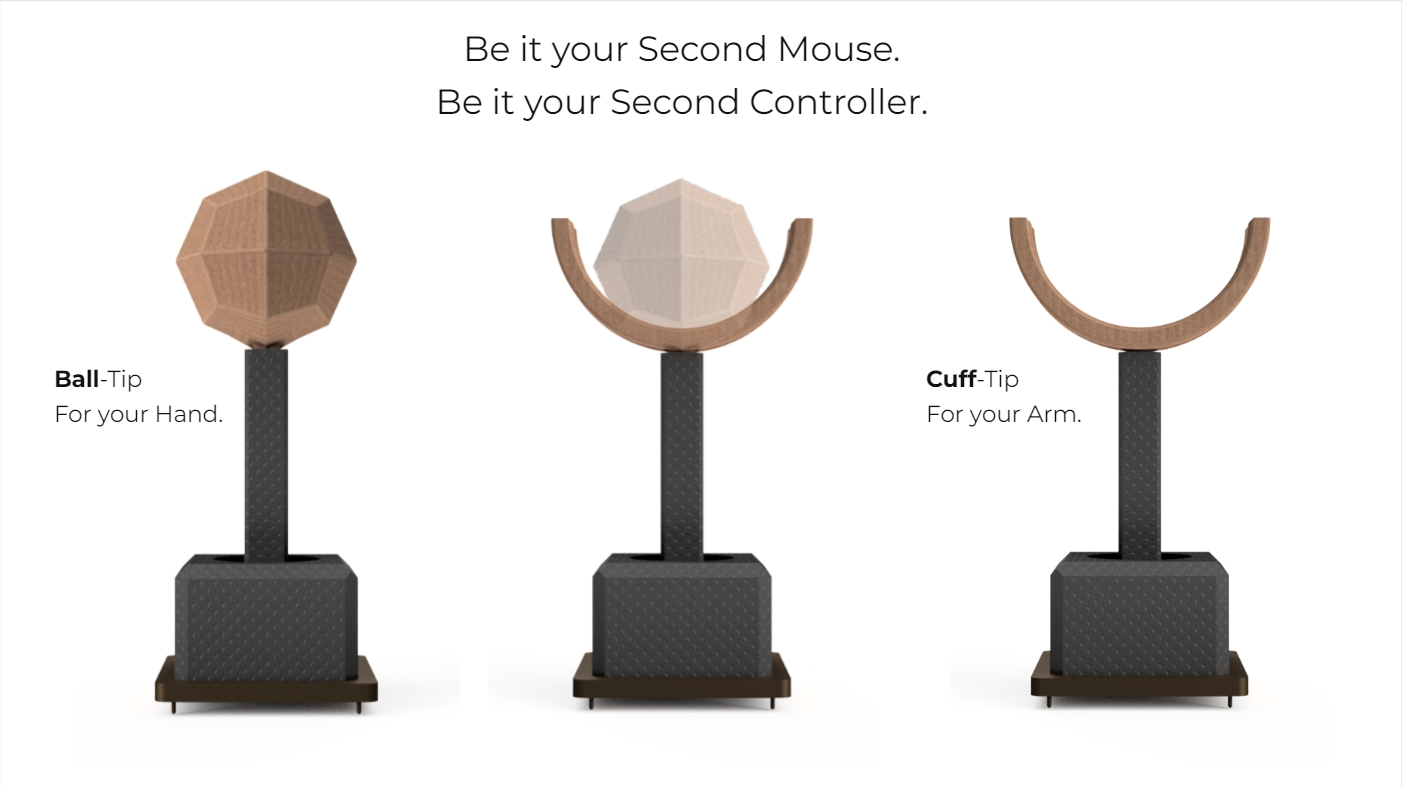 Be it your Second Mouse.
Be it your Second Controller.
Ball-Tip
For your Hand.
Cuff-Tip
For your Arm.